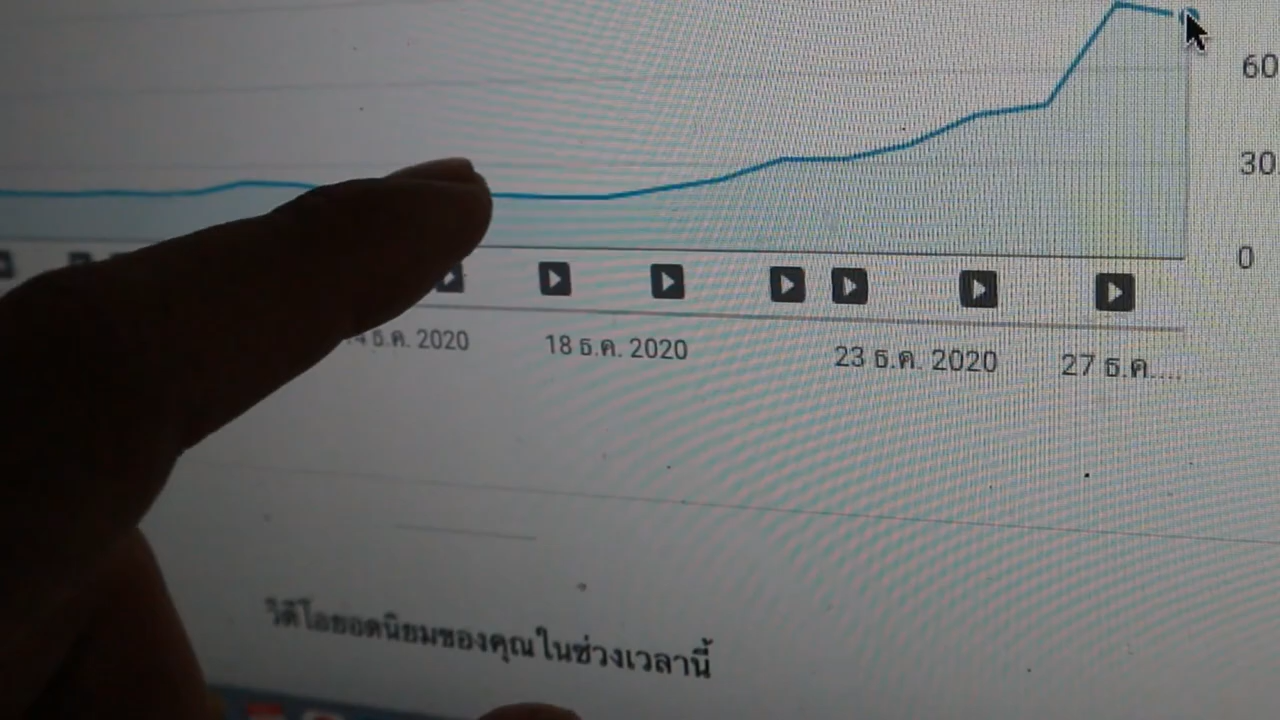 60
30
0
4 ธ.ค. 2020
18 ธ.ค. 2020
23 ธ.ค. 2020
27 ธ.ค....
วิดีโอยอดนิยมของคุณในช่วงเวลานี้